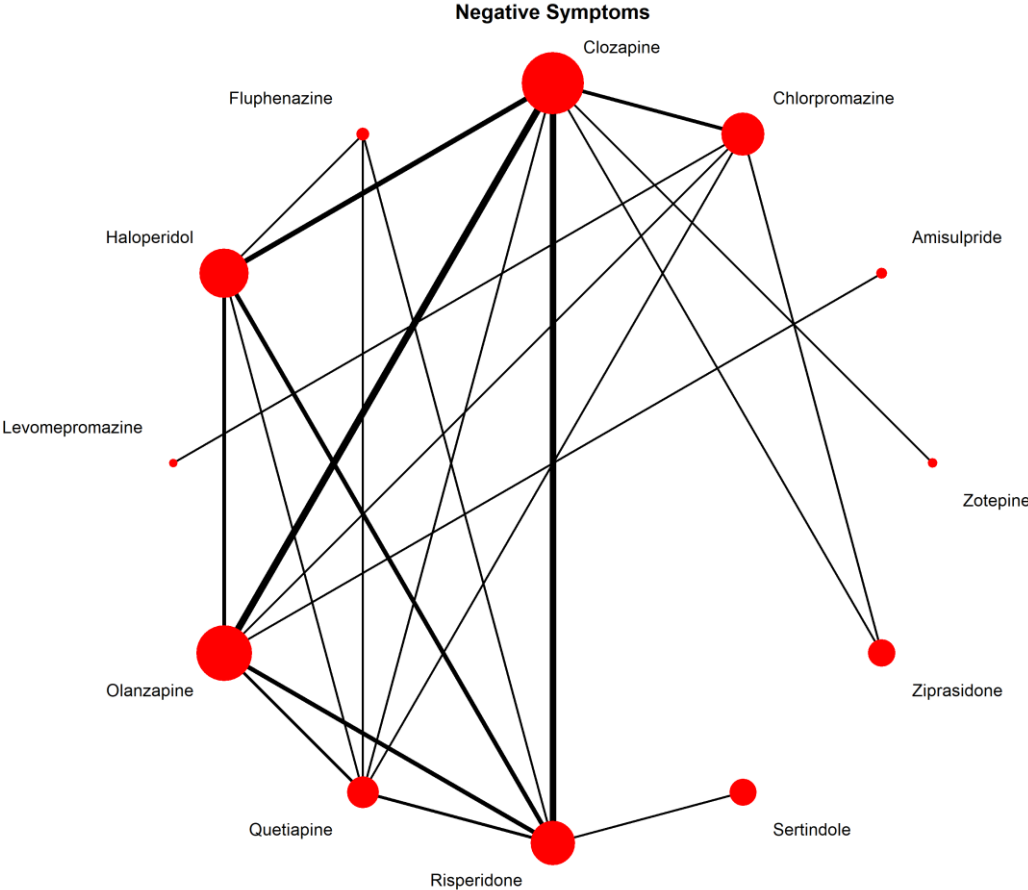 Negative Symptoms
Clozapine
Fluphenazine
Chlorpromazine
Haloperidol
Amisulpride
Levomepromazine
Zotepine
Olanzapine
Ziprasidone
Quetiapine
Sertindole
Risperidone